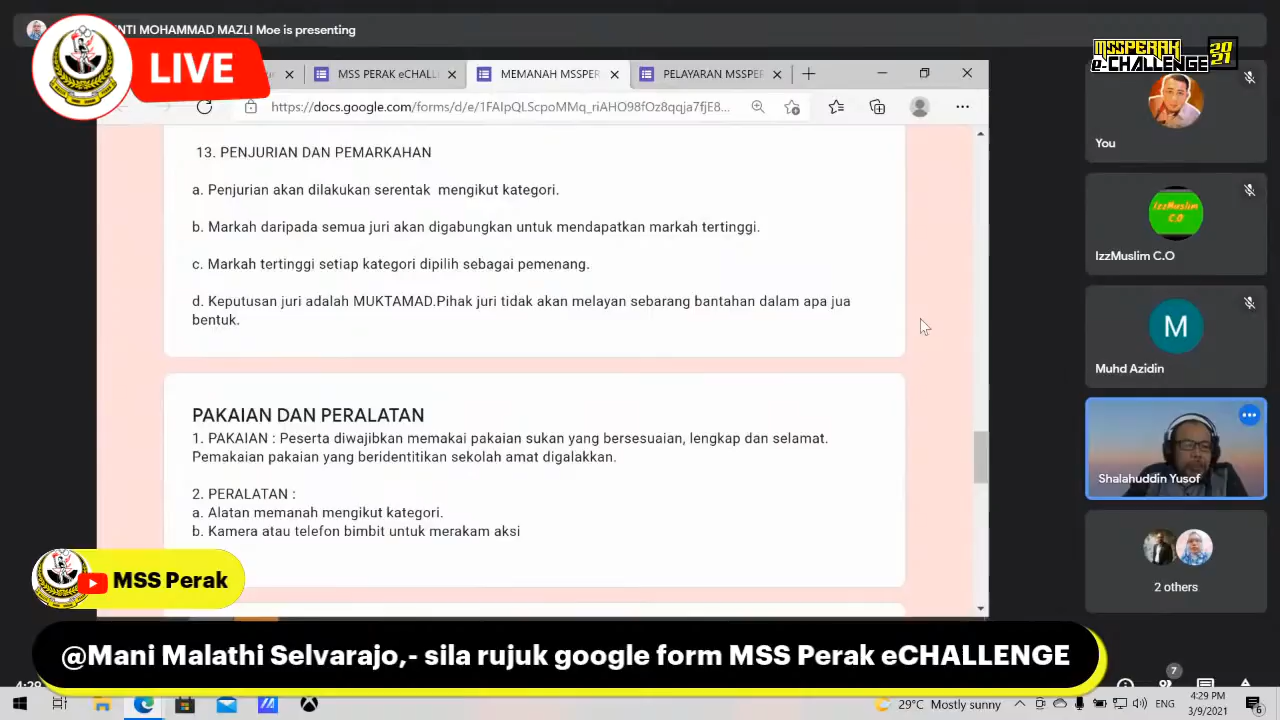 NTI MOHAMMAD MAZLI Moe is presenting
LIVE
MSSPERAK
e-CHALLENGE
2021
MSS PERAK eCHALL
MEMANAH MSSPER
PELAYARAN MSSPE
https://docs.google.com/forms/d/e/1FAIpQLScpoMMq_riAHO98fOz8qqja7fjE8...
13. PENJURIAN DAN PEMARKAHAN
a. Penjurian akan dilakukan serentak mengikut kategori.
b. Markah daripada semua juri akan digabungkan untuk mendapatkan markah tertinggi.
c. Markah tertinggi setiap kategori dipilih sebagai pemenang.
d. Keputusan juri adalah MUKTAMAD.Pihak juri tidak akan melayan sebarang bantahan dalam apa jua
bentuk.
PAKAIAN DAN PERALATAN
1. PAKAIAN : Peserta diwajibkan memakai pakaian sukan yang bersesuaian, lengkap dan selamat.
Pemakaian pakaian yang beridentitikan sekolah amat digalakkan.
2. PERALATAN :
a. Alatan memanah mengikut kategori.
b. Kamera atau telefon bimbit untuk merakam aksi
You
IzzMuslim C.O
IzzMuslim C.O
M
Muhd Azidin
Shalahuddin Yusof
2 others
MSS Perak
@Mani Malathi Selvarajo,- sila rujuk google form MSS Perak eCHALLENGE
7
29°C Mostly sunny
ENG
4:29 PM
3/9/2021
6